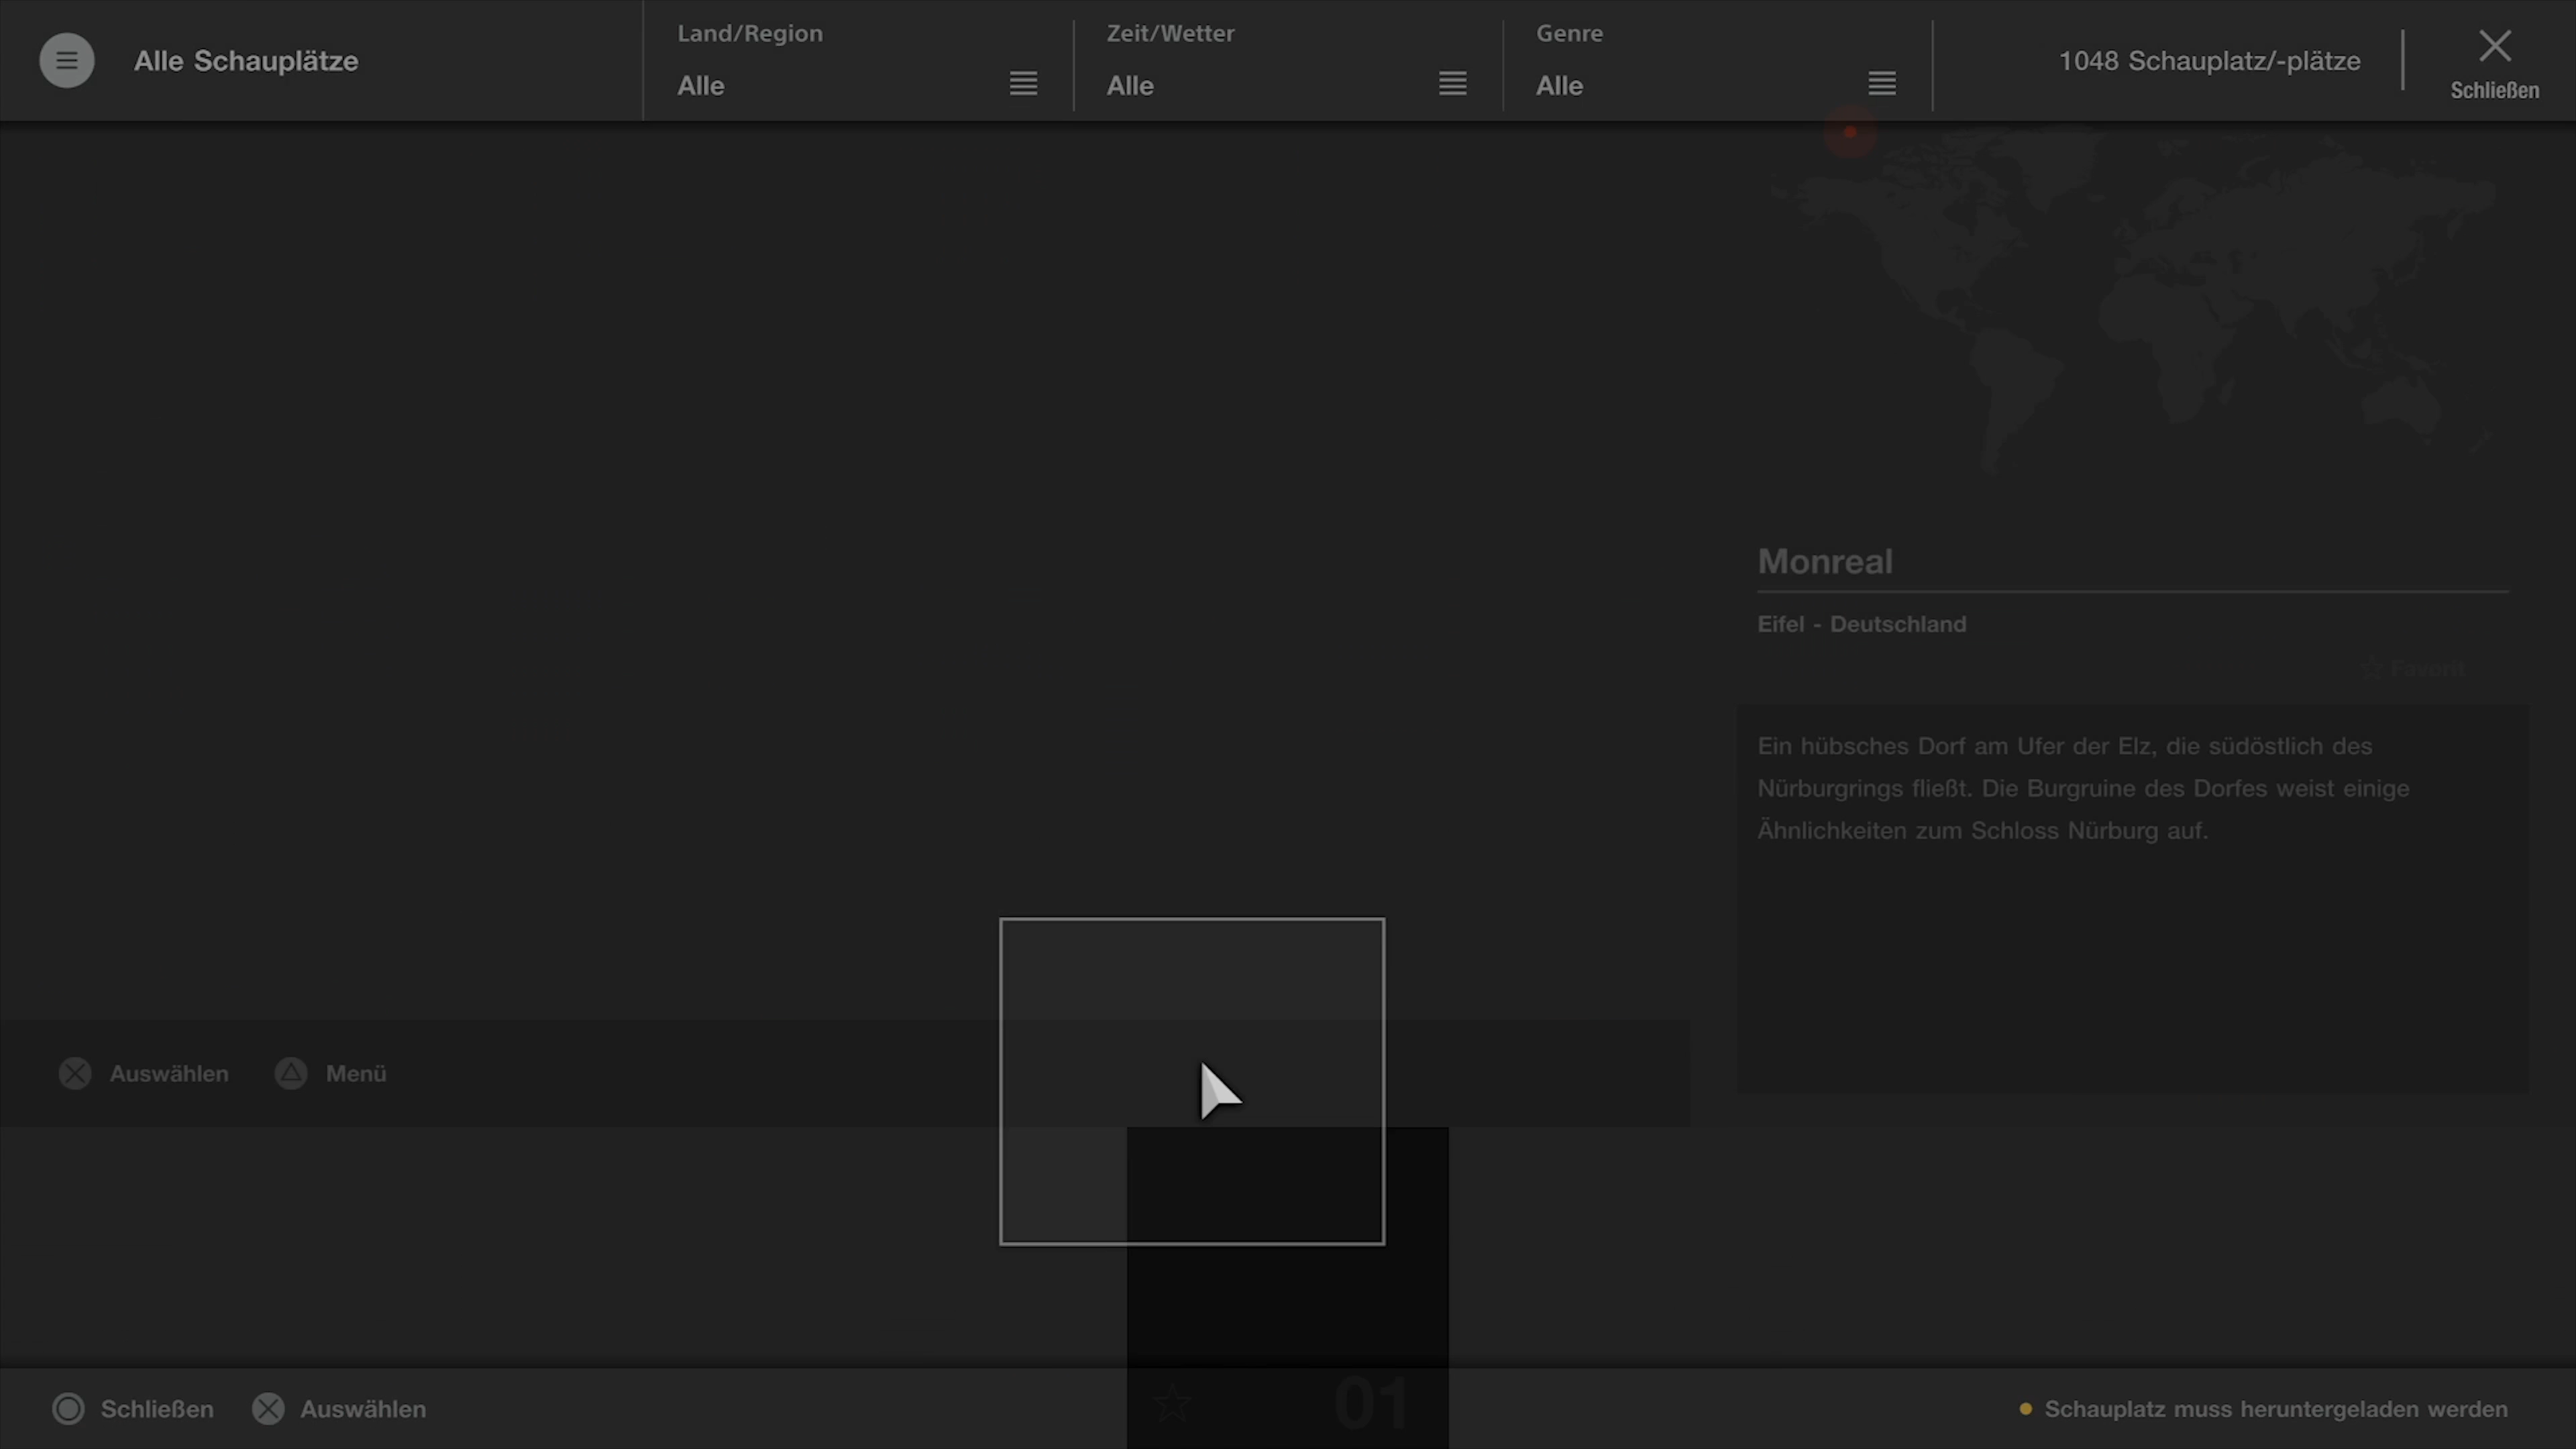 Alle Schauplätze
Land/Region
Alle
Zeit/Wetter
Alle
Genre
Alle
1048 Schauplatz/-plätze
Schließen
Monreal
Eifel - Deutschland
Favorit
Ein hübsches Dorf am Ufer der Elz, die südöstlich des
Nürburgrings fließt. Die Burgruine des Dorfes weist einige
Ähnlichkeiten zum Schloss Nürburg auf.
Auswählen
Menü
01
Schließen
Auswählen
Schauplatz muss heruntergeladen werden